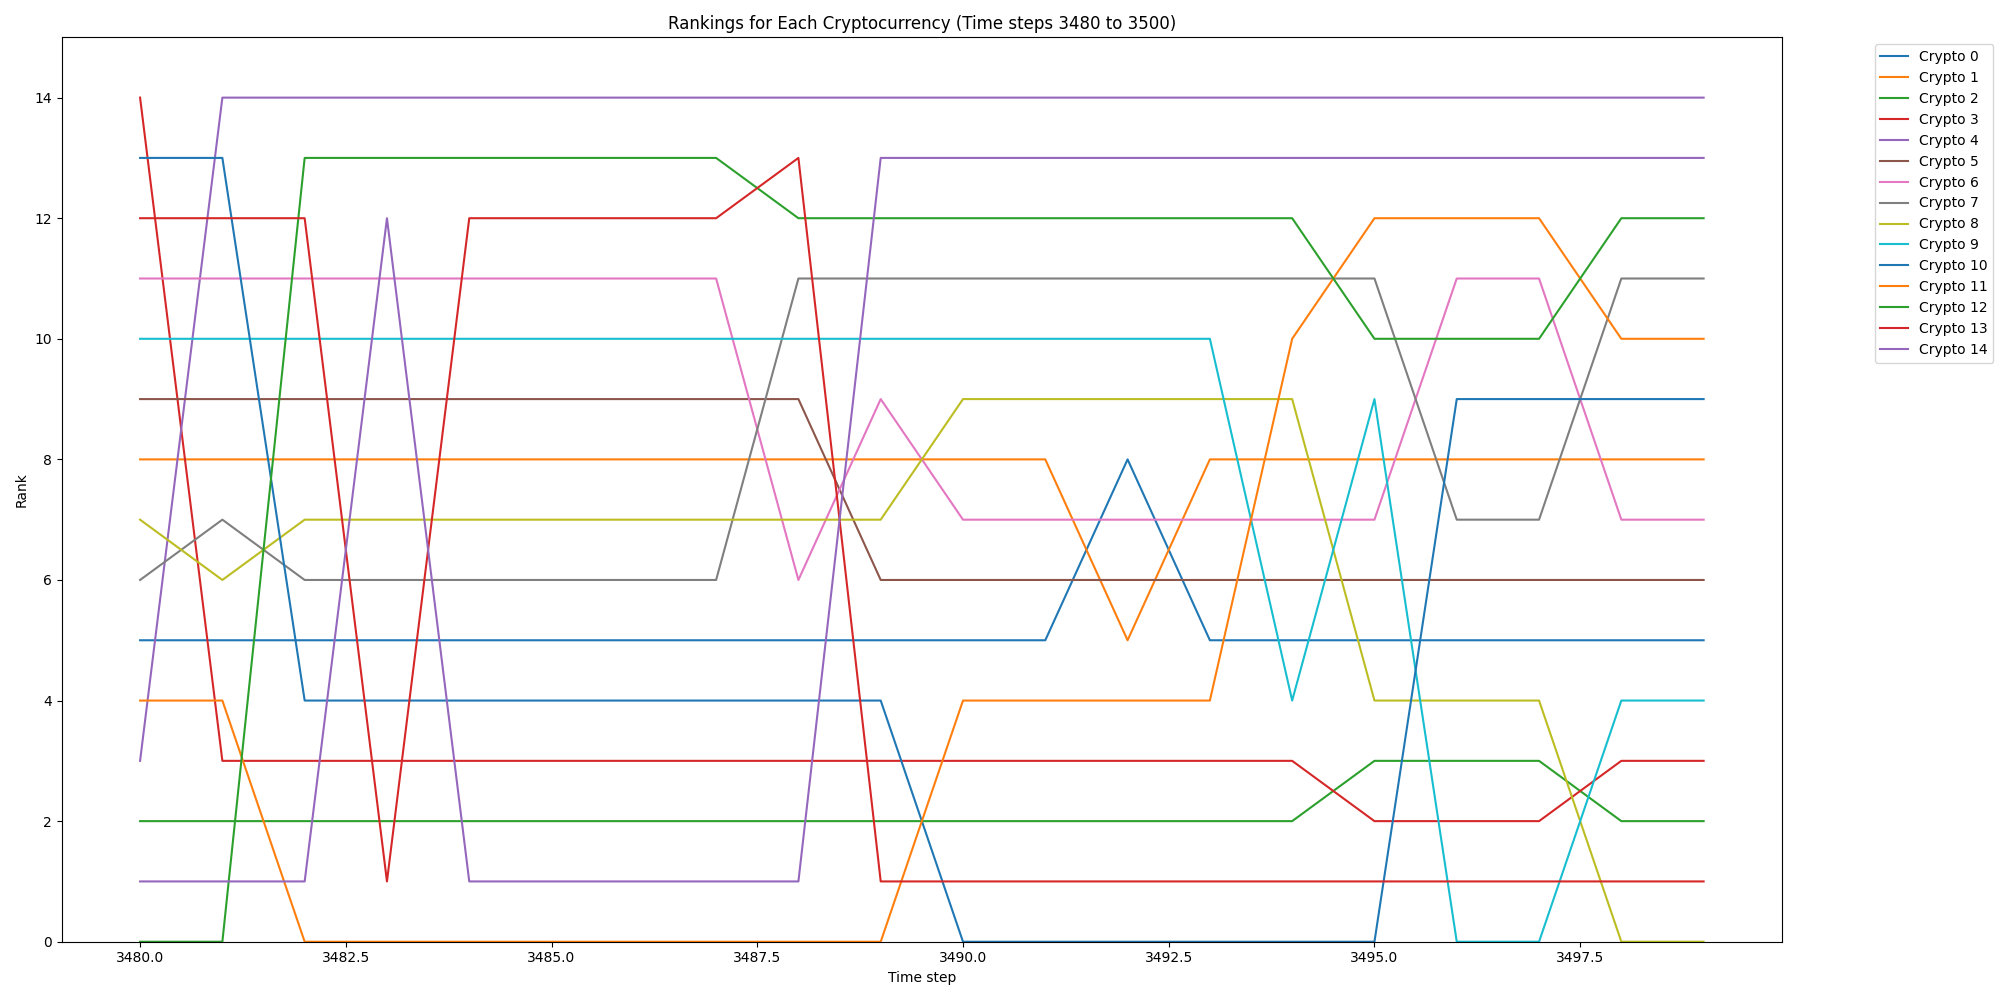 Rankings for Each Cryptocurrency (Time steps 3480 to 3500)
Rank
14
12
10
8
6
4
2
0
3480.0 3482.5 3485.0 3487.5 3490.0 3492.5 3495.0 3497.5
Time step
Crypto 0
Crypto 1
Crypto 2
Crypto 3
Crypto 4
Crypto 5
Crypto 6
Crypto 7
Crypto 8
Crypto 9
Crypto 10
Crypto 11
Crypto 12
Crypto 13
Crypto 14